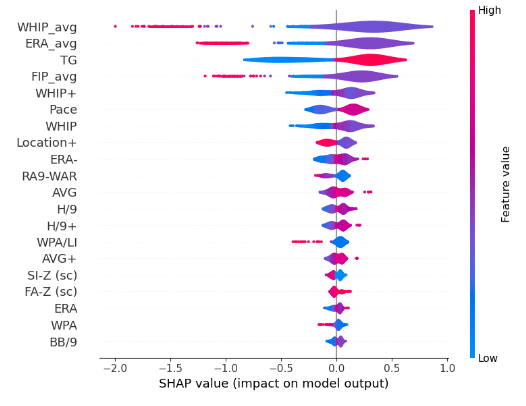 High
WHIP_avg
ERA_avg
TG
FIP_avg
WHIP+
Pace
WHIP
Location+
ERA-
RA9-WAR
AVG
H/9
H/9+
WPA/LI
AVG+
SI-Z (sc)
FA-Z (sc)
ERA
WPA
BB/9
Feature value
Low
−2.0 −1.5 −1.0 −0.5 0.0 0.5 1.0
SHAP value (impact on model output)